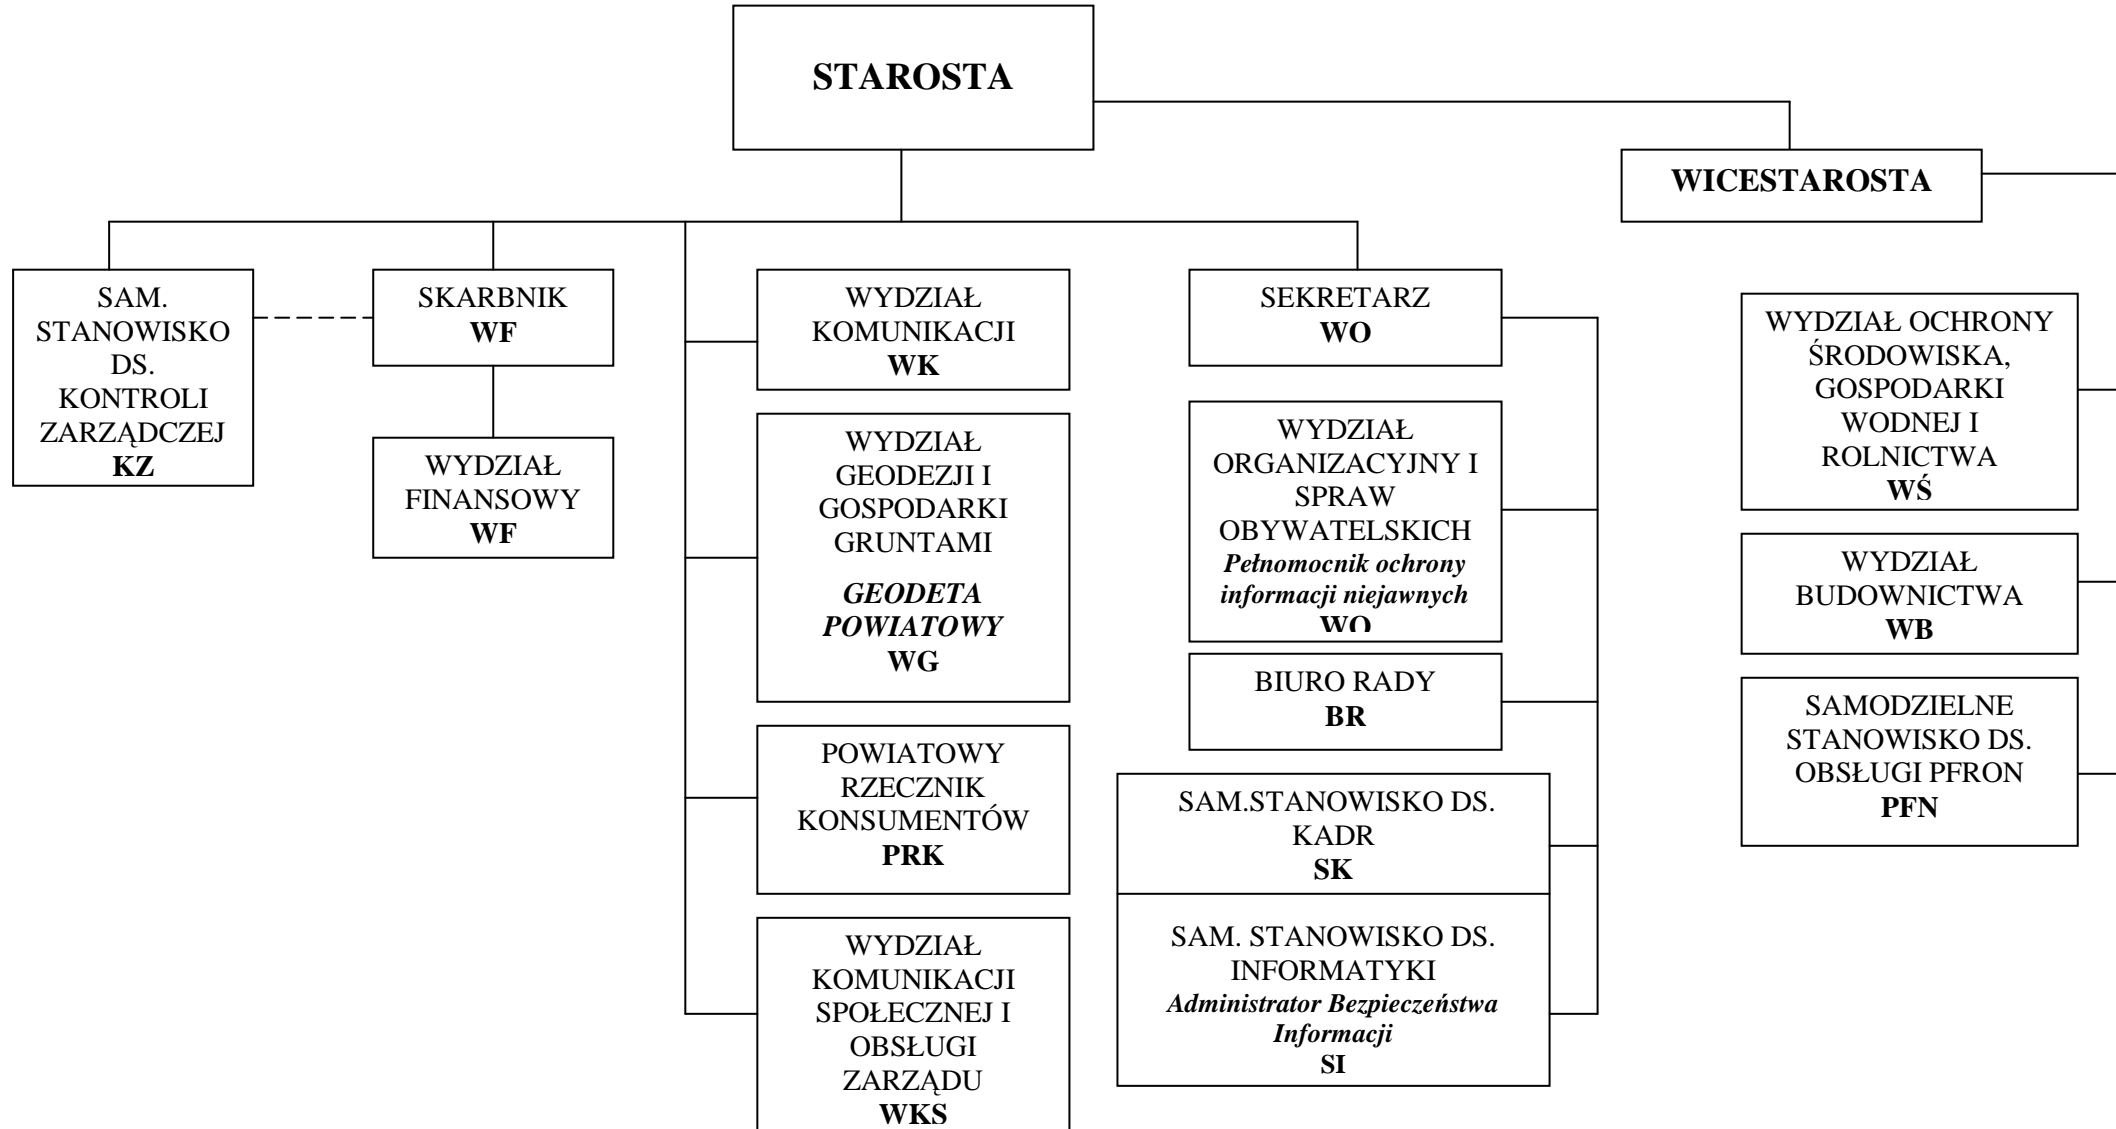 STAROSTA
WICESTAROSTA
SAM.
STANOWISKO
DS.
KONTROLI
ZARZĄDCZEJ
KZ
SKARBNIK
WF
WYDZIAŁ
FINANSOWY
WF
WYDZIAŁ
KOMUNIKACJI
WK
WYDZIAŁ
GEODEZJI I
GOSPODARKI
GRUNTAMI
GEODETA
POWIATOWY
WG
POWIATOWY
RZECZNIK
KONSUMENTÓW
PRK
WYDZIAŁ
KOMUNIKACJI
SPOŁECZNEJ I
OBSŁUGI
ZARZĄDU
WKS
SEKRETARZ
WO
WYDZIAŁ
ORGANIZACYJNY I
SPRAW
OBYWATELSKICH
Pełnomocnik ochrony
informacji niejawnych
WO
BIURO RADY
BR
SAM.STANOWISKO DS.
KADR
SK
SAM. STANOWISKO DS.
INFORMATYKI
Administrator Bezpieczeństwa
Informacji
SI
WYDZIAŁ OCHRONY
ŚRODOWISKA,
GOSPODARKI
WODNEJ I
ROLNICTWA
WŚ
WYDZIAŁ
BUDOWNICTWA
WB
SAMODZIELNE
STANOWISKO DS.
OBSŁUGI PFRON
PFN